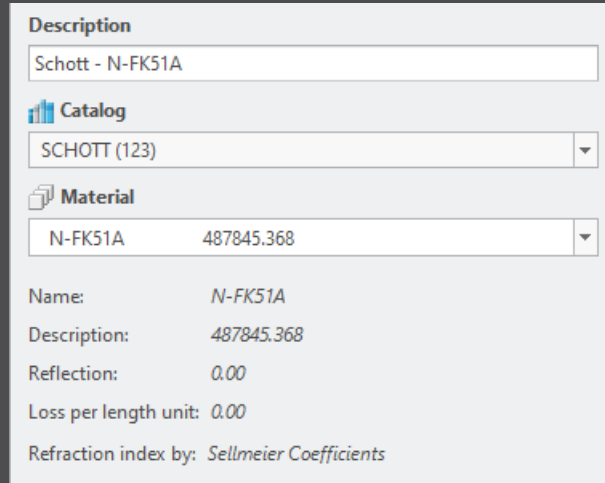 Description
Schott - N-FK51A
Catalog
SCHOTT (123)
Material
N-FK51A 487845.368
Name: N-FK51A
Description: 487845.368
Reflection: 0.00
Loss per length unit: 0.00
Refraction index by: Sellmeier Coefficients